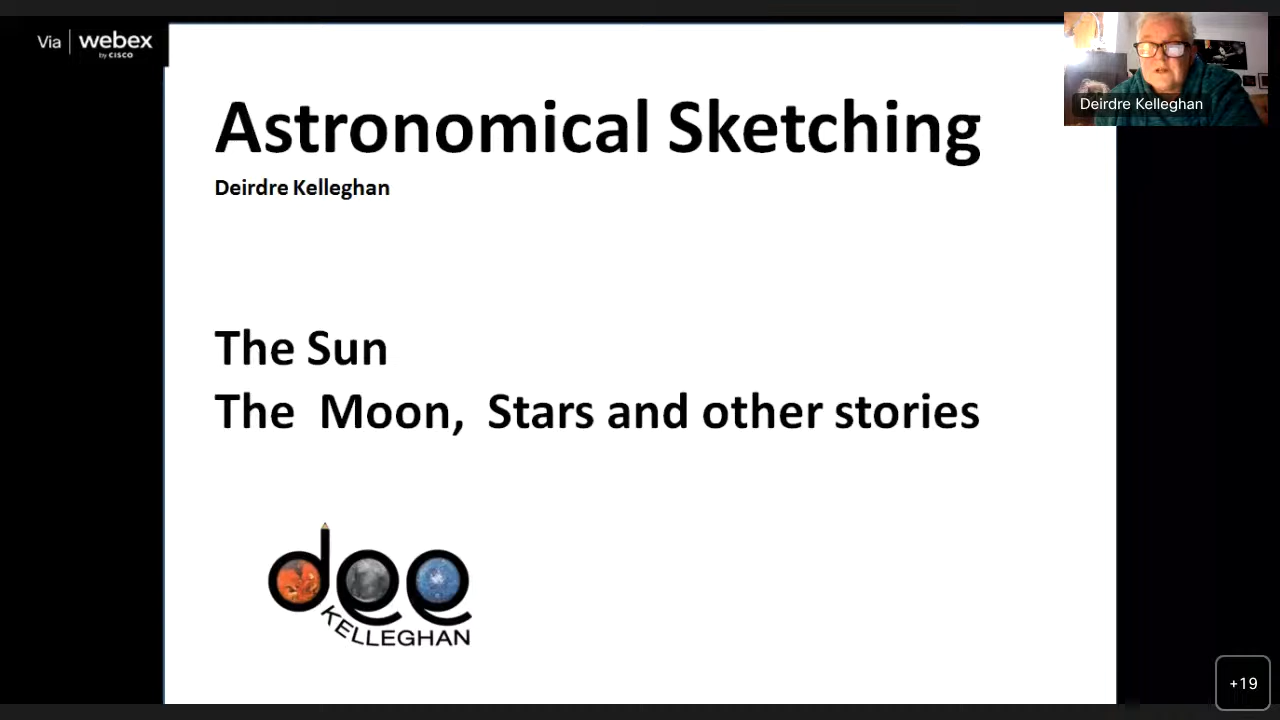 Via webex
by CISCO
Deirdre Kelleghan
Astronomical Sketching
Deirdre Kelleghan
The Sun
The Moon, Stars and other stories
dee
KELLEGHAN
+19